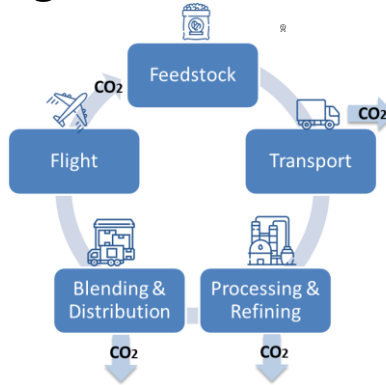 Feedstock
CO2
CO2
Flight
Transport
Blending &
Distribution
Processing &
Refining
CO2
CO2